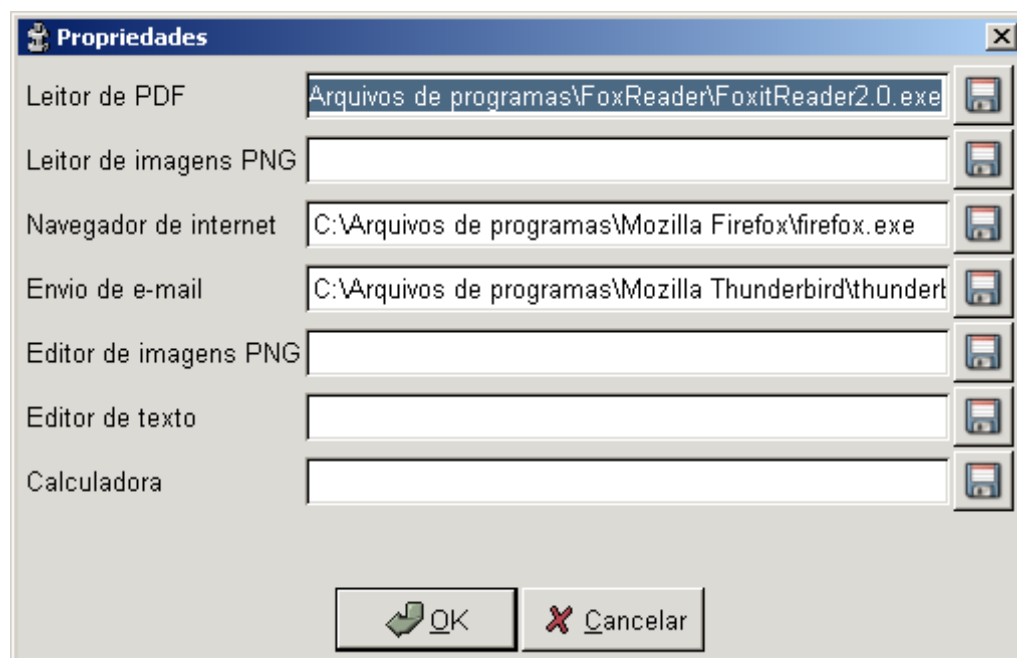 Propriedades
Leitor de PDF Arquivos de programas\FoxReader\FoxitReader2.0.exe
Leitor de imagens PNG
Navegador de internet C:\Arquivos de programas\Mozilla Firefox\firefox.exe
Envio de e-mail C:\Arquivos de programas\Mozilla Thunderbird\thunderb
Editor de imagens PNG
Editor de texto
Calculadora
OK Cancelar